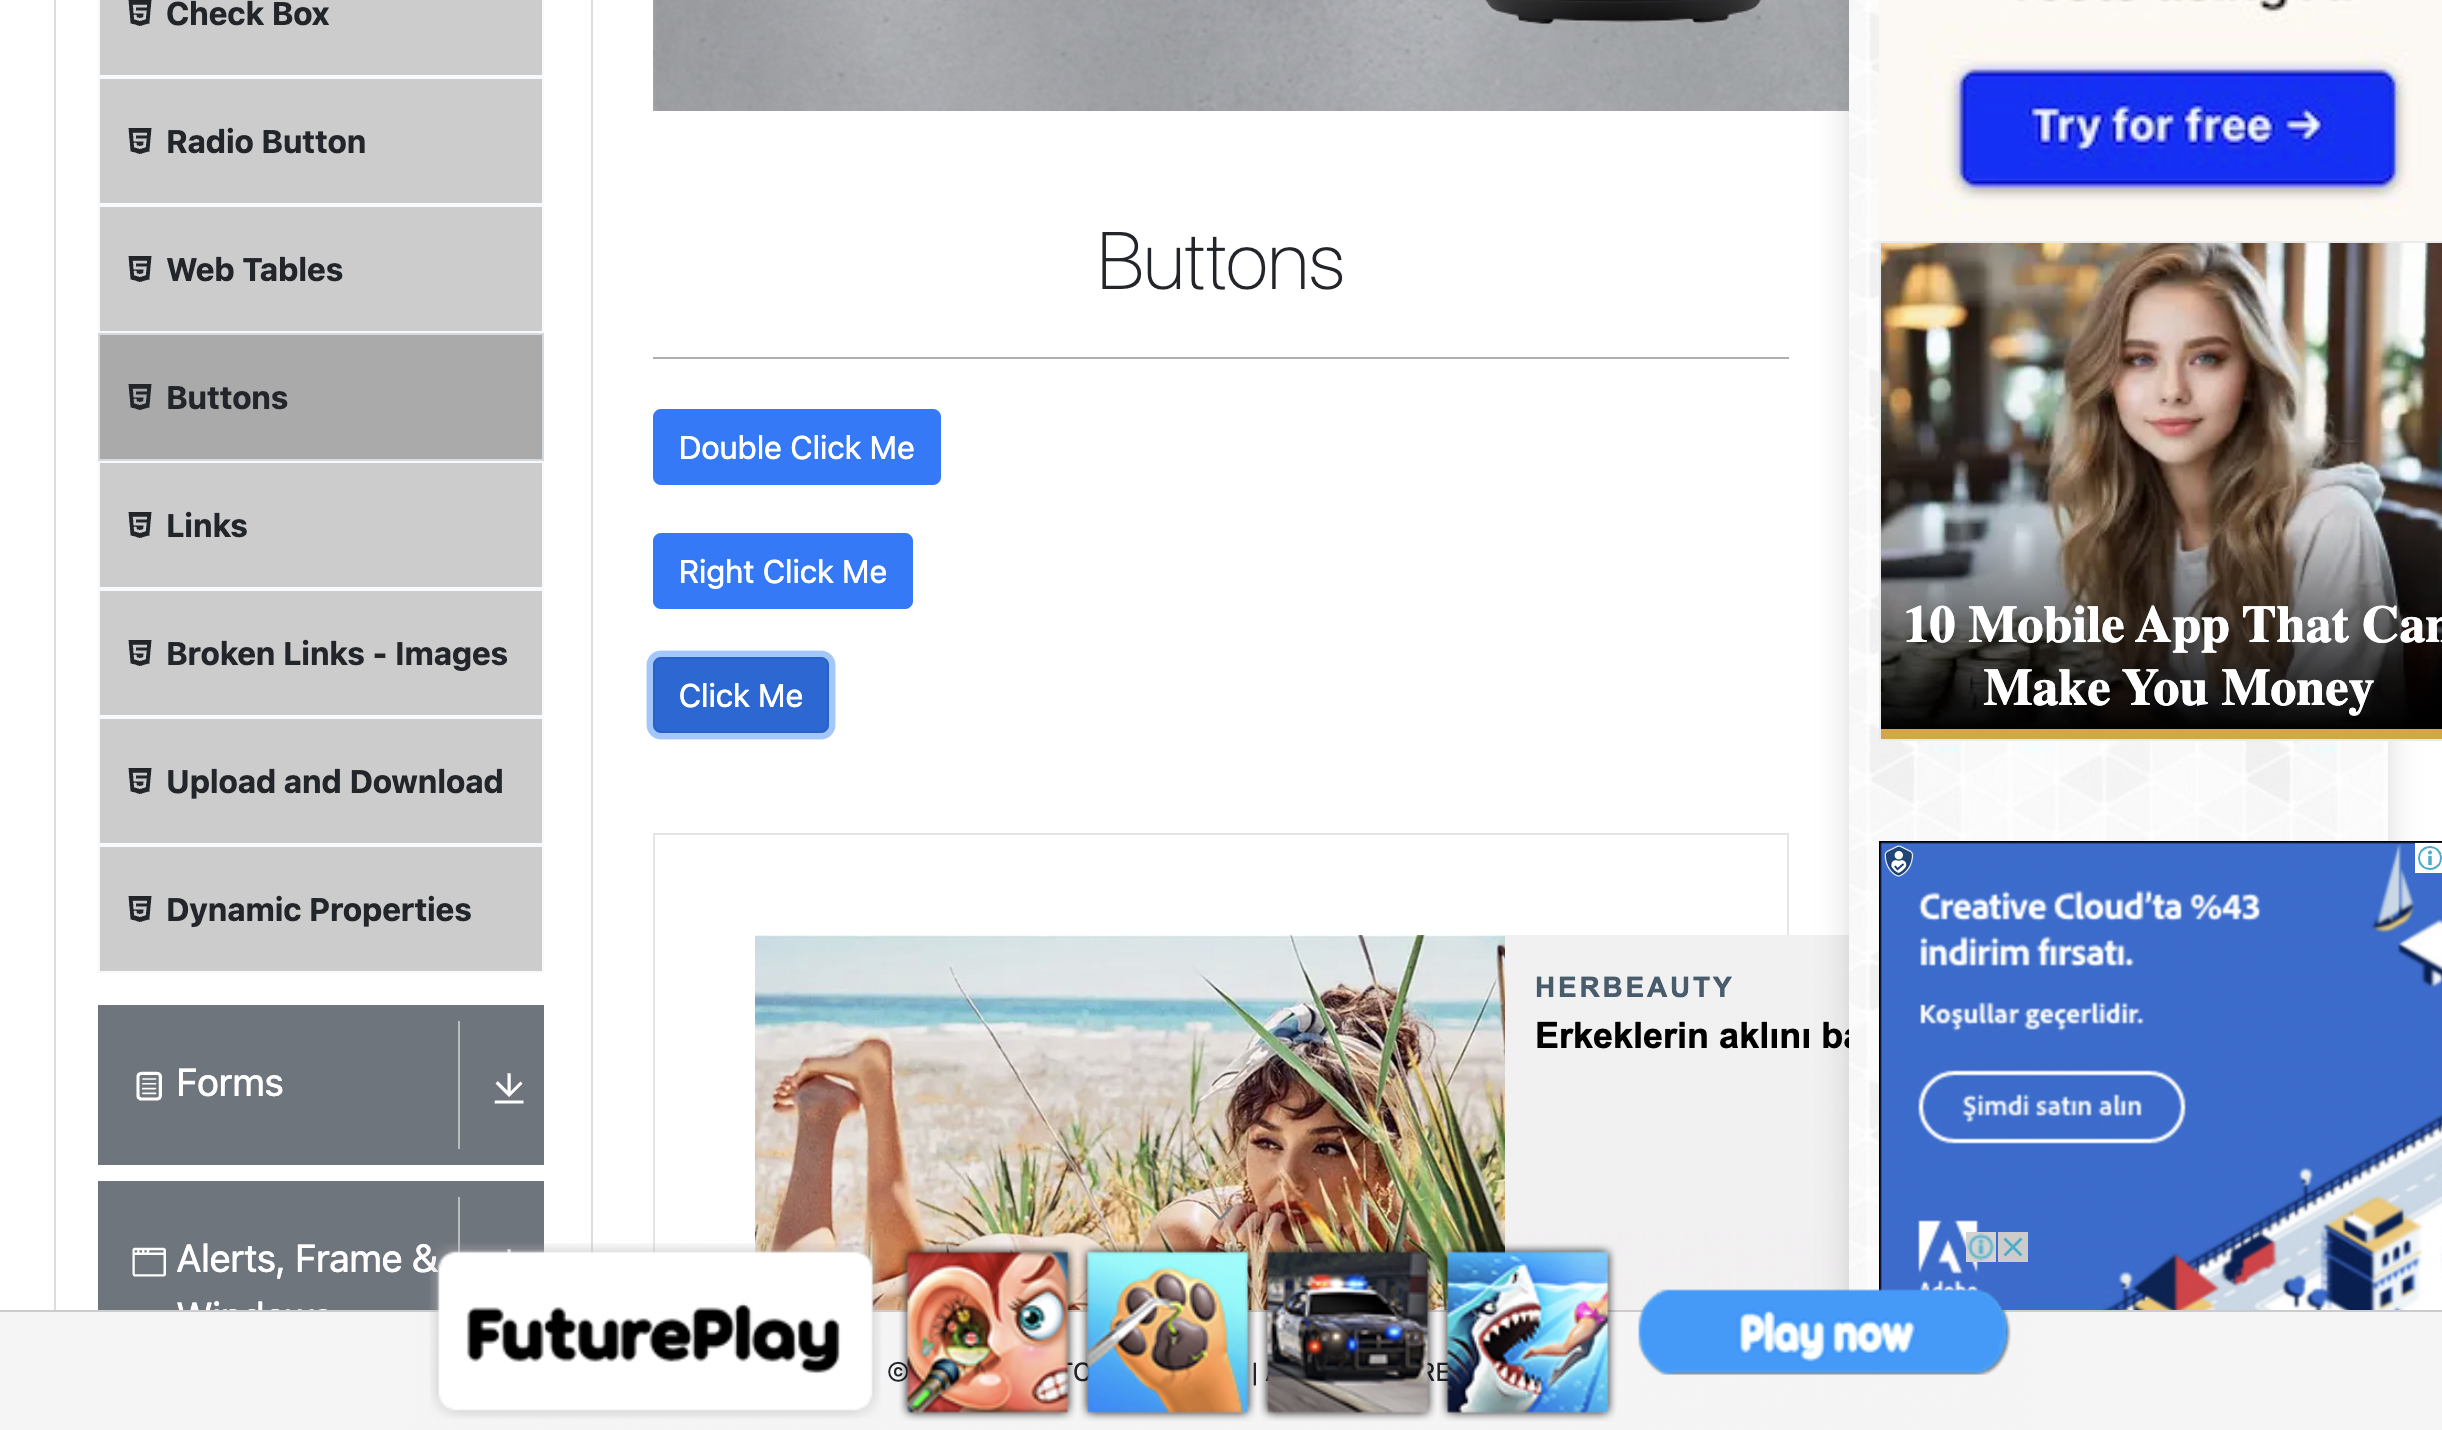 Check Box
Radio Button
Web Tables
Buttons
Links
Broken Links - Images
Upload and Download
Dynamic Properties
Forms
Alerts, Frame &
Buttons
Double Click Me
Right Click Me
Click Me
HERBEAUTY
Erkeklerin aklını
Try for free →
10 Mobile App That Can
Make You Money
Creative Cloud'ta %43
indirim fırsatı.
Koşullar geçerlidir.
Şimdi satın alın
FuturePlay
Play now